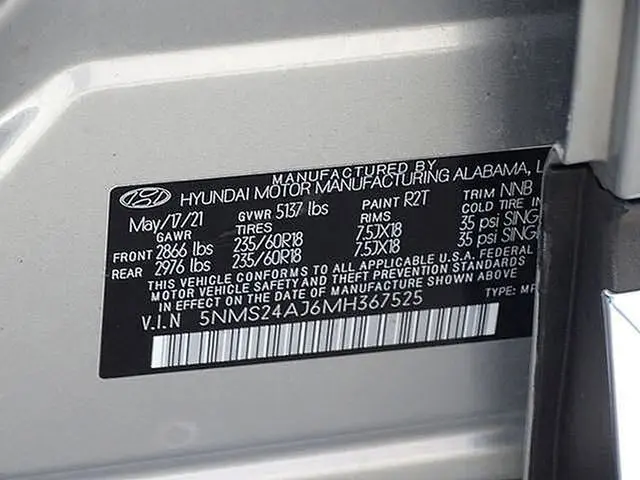 MANUFACTURED BY
HYUNDAI MOTOR MANUFACTURING ALABAMA, L
May/17/21 GVWR 5137 lbs PAINT R2T TRIM NNB
GAWR TIRES RIMS COLD TIRE IN
FRONT 2866 lbs 235/60R18 7.5JX18 35 psi SING
REAR 2976 lbs 235/60R18 7.5JX18 35 psi SING
THIS VEHICLE CONFORMS TO ALL APPLICABLE U.S.A. FEDERAL
MOTOR VEHICLE SAFETY AND THEFT PREVENTION STANDARDS
IN EFFECT ON THE DATE OF MANUFACTURE SHOWN ABOVE.
V.I.N 5NMS24AJ6MH367525 TYPE: MP